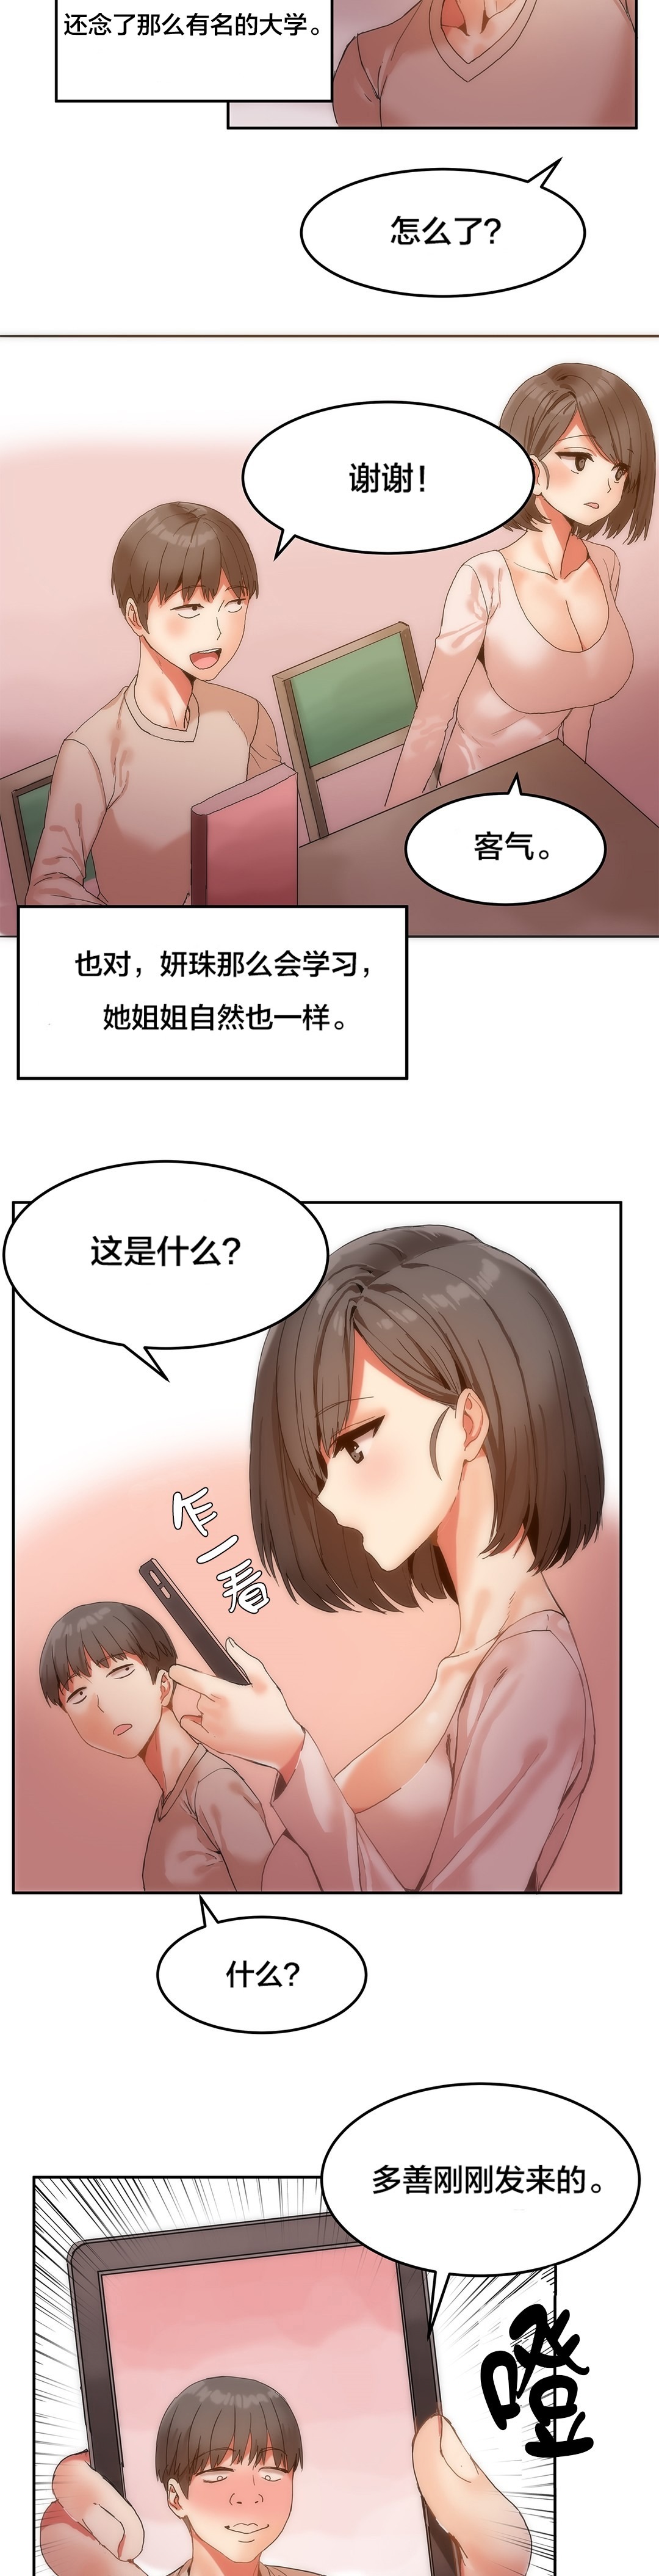 还念了那么有名的大学。
怎么了?
谢谢!
客气。
也对，妍珠那么会学习，
她姐姐自然也一样。
这是什么?
乍一看
什么?
多善刚刚发来的。
噔